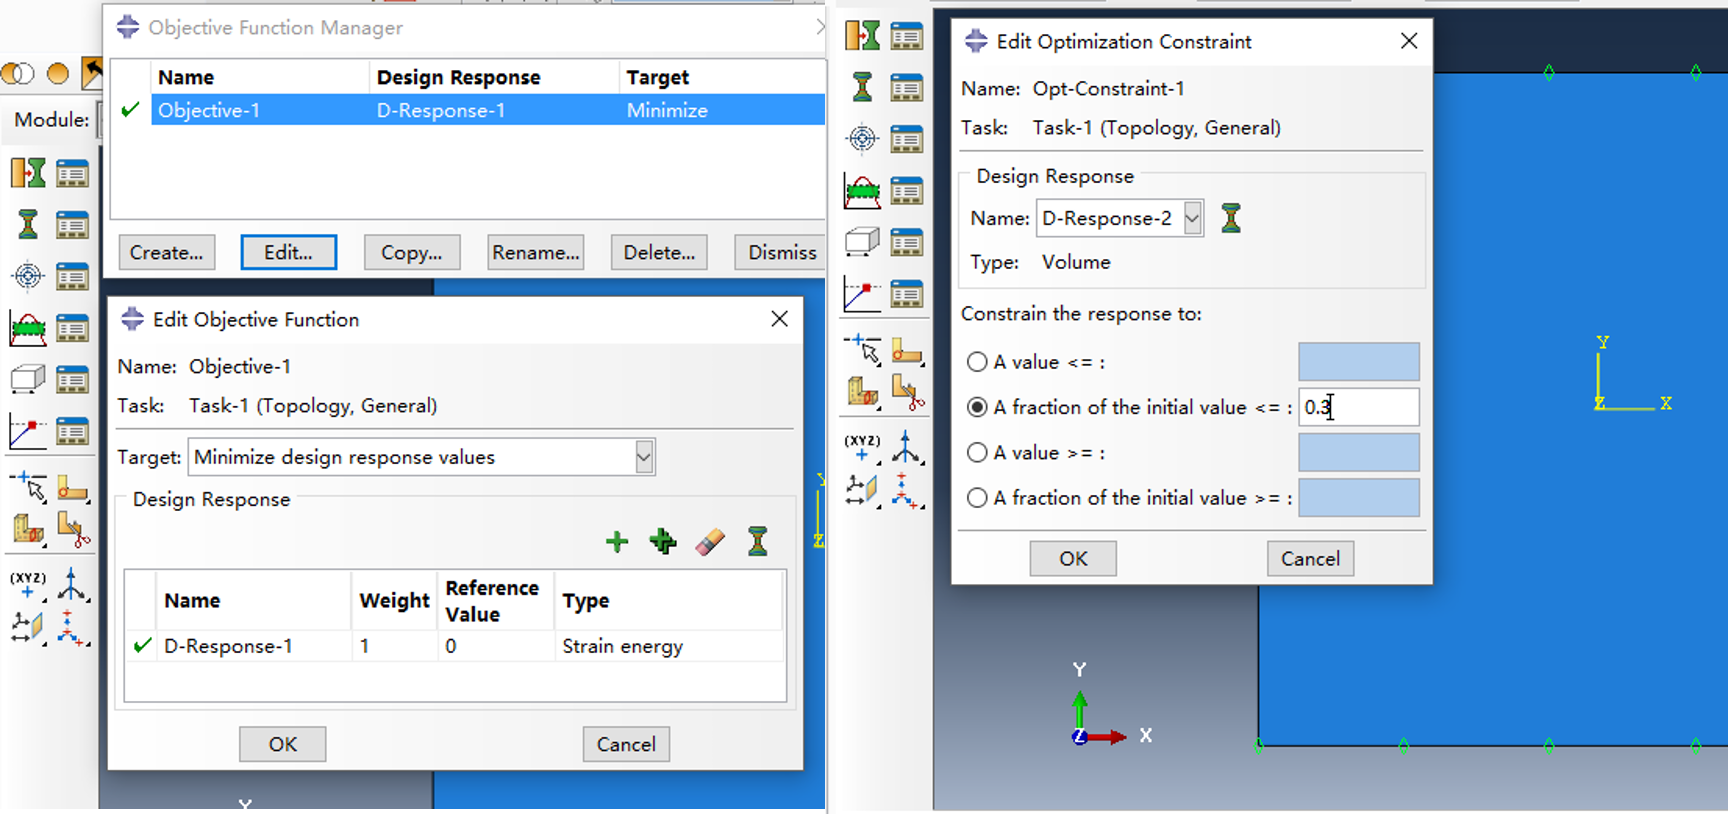 Objective Function Manager
Name Design Response Target
Objective-1 D-Response-1 Minimize
Module:
Create... Edit... Copy... Rename... Delete... Dismiss
Edit Objective Function
Name: Objective-1
Task: Task-1 (Topology, General)
Target: Minimize design response values
Design Response
Name Weight Reference Value Type
D-Response-1 1 0 Strain energy
OK Cancel
(XYZ)
Y
Z
Y
Edit Optimization Constraint
Name: Opt-Constraint-1
Task: Task-1 (Topology, General)
Design Response
Name: D-Response-2
Type: Volume
Constrain the response to:
A value <= :
A fraction of the initial value <= : 0.3
A value >= :
A fraction of the initial value >= :
OK Cancel
(XYZ)
Y
Z X
Y
Z X